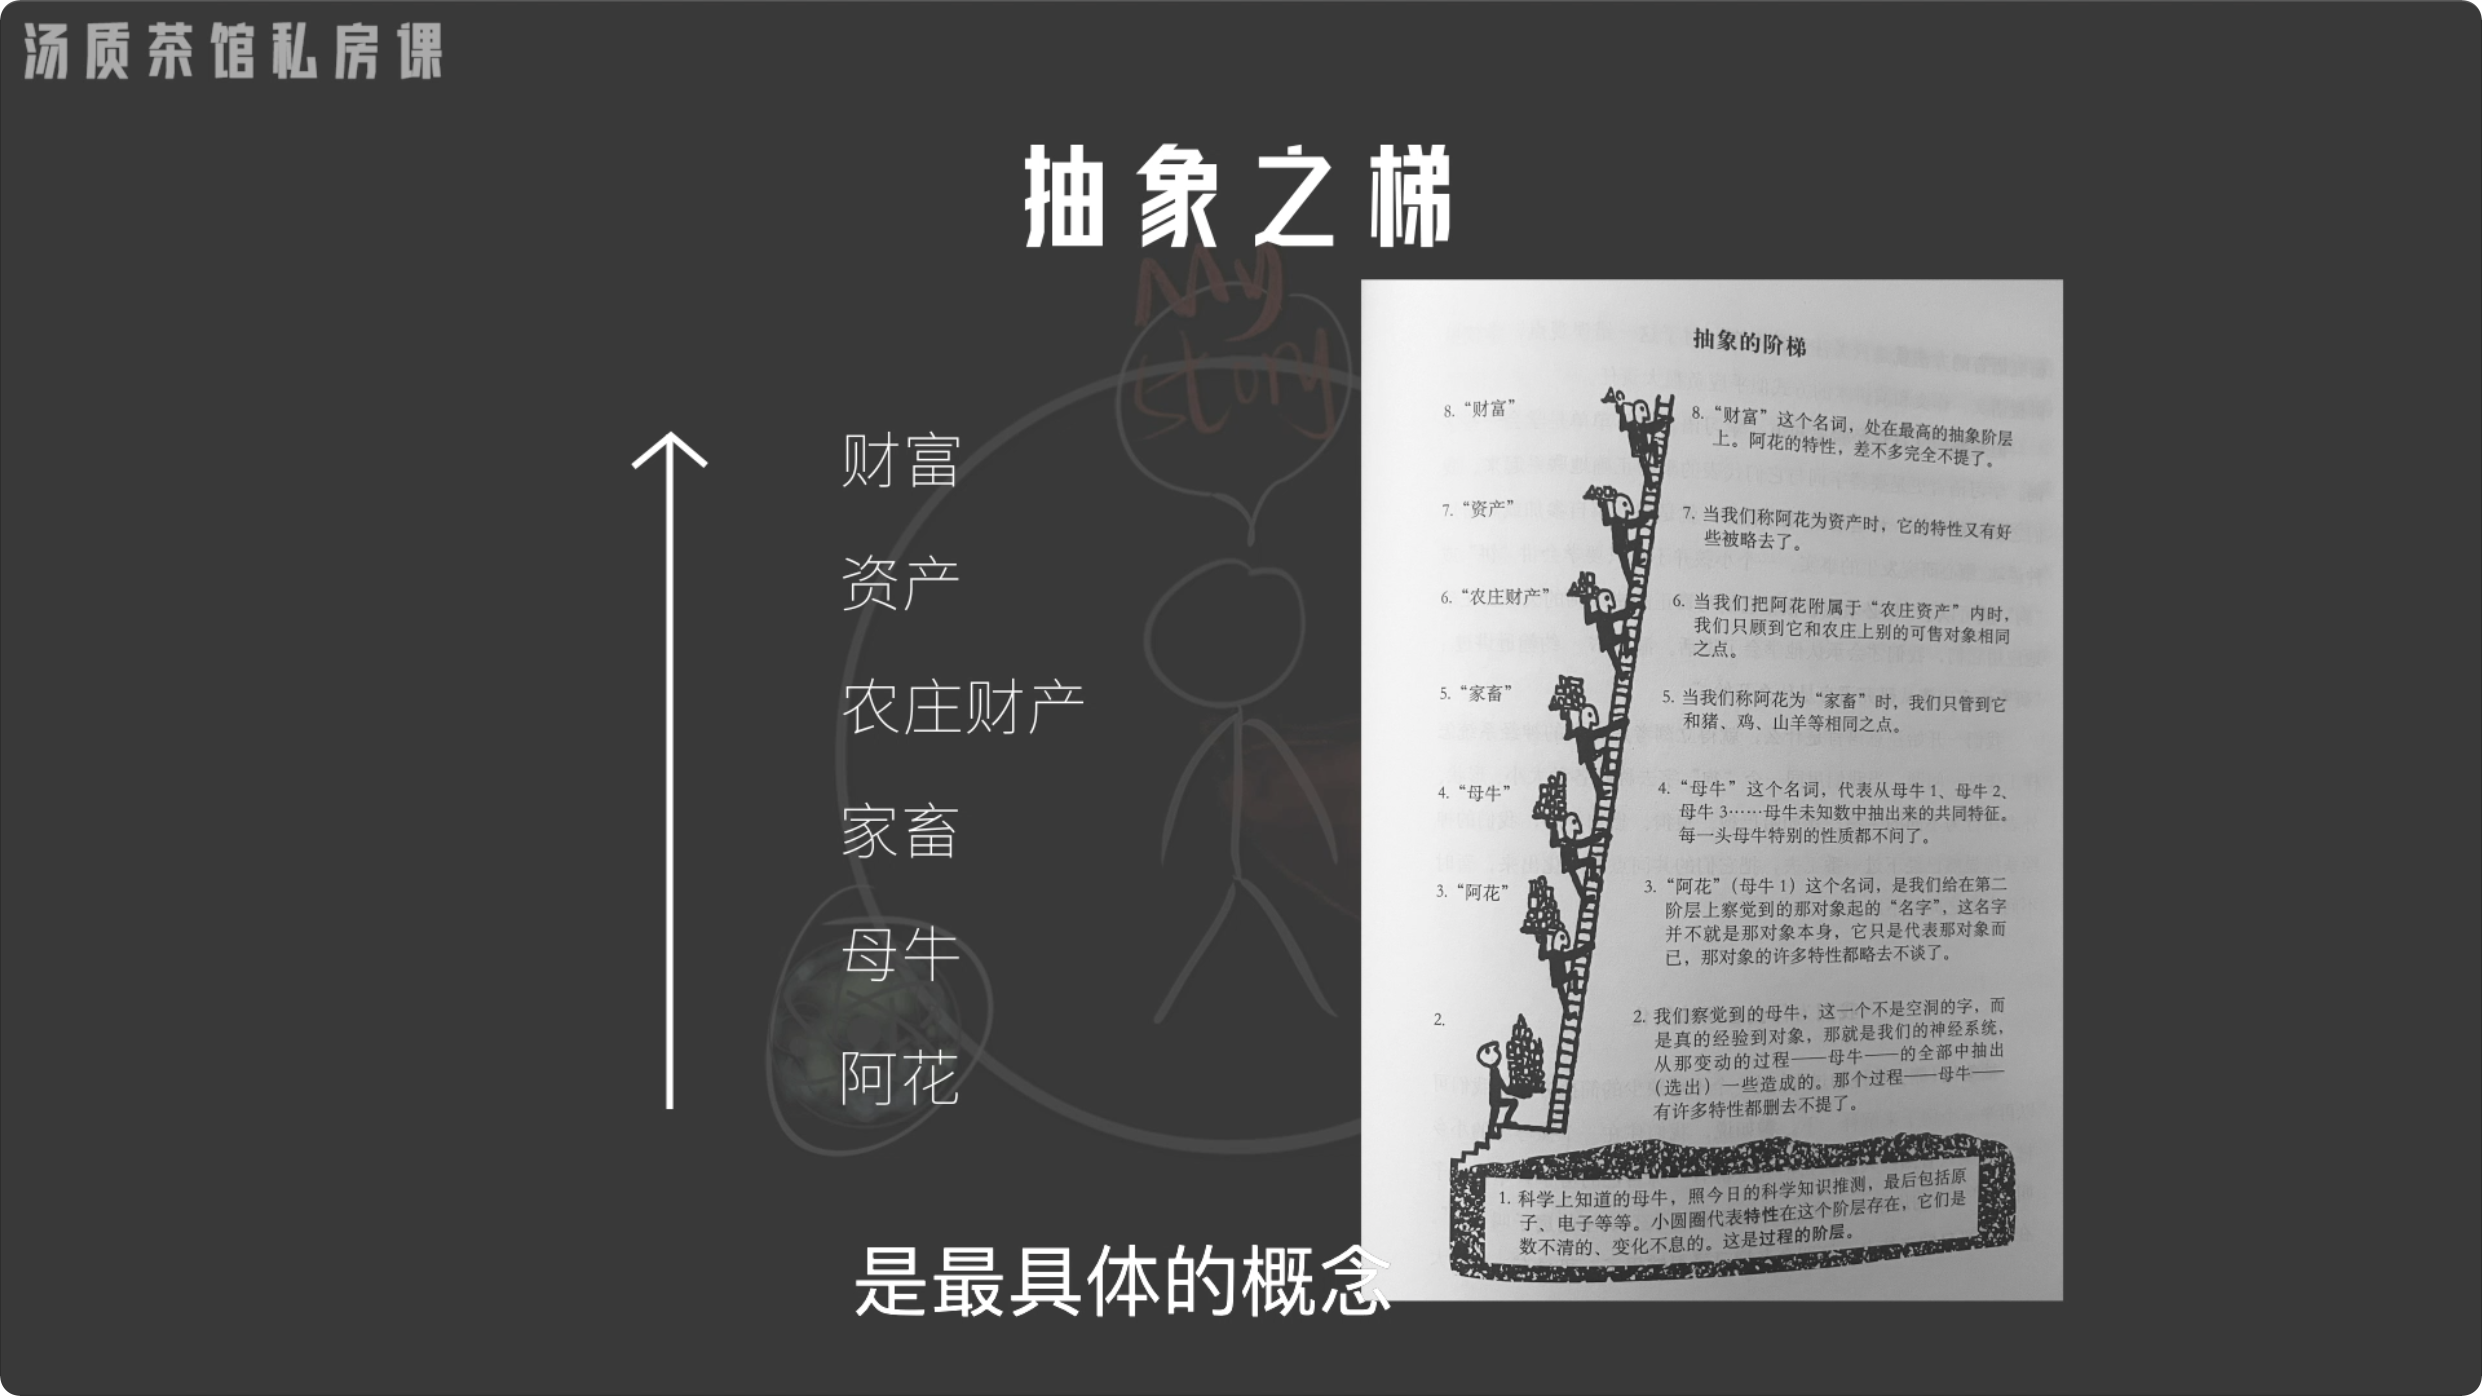 汤质茶馆私房课
抽象之梯
My
story
财富
资产
农庄财产
家畜
母牛
阿花
抽象的阶梯
8. “财富”
8. “财富”这个名词，处在最高的抽象阶层
上。阿花的特性，差不多完全不提了。
7. “资产”
7. 当我们称阿花为资产时，它的特性又有好
些被略去了。
6. “农庄财产”
6. 当我们把阿花附属于“农庄资产”内时，
我们只顾到它和农庄上别的可售对象相同
之点。
5. “家畜”
5. 当我们称阿花为“家畜”时，我们只管到它
和猪、鸡、山羊等相同之点。
4. “母牛”
4. “母牛”这个名词，代表从母牛1、母牛2、
母牛3……母牛未知数中抽出来的共同特征。
每一头母牛特别的性质都不问了。
3. “阿花”
3. “阿花”（母牛1）这个名词，是我们给在第二
阶层上察觉到的那对象起的“名字”，这名字
并不就是那对象本身，它只是代表那对象而
已，那对象的许多特性都略去不谈了。
2.
2. 我们察觉到的母牛，这一个不是空洞的字，而
是真的经验到对象，那就是我们的神经系统，
从那变动的过程——母牛——的全部中抽出
（选出）一些造成的。那个过程——母牛——
有许多特性都删去不提了。
1. 科学上知道的母牛，照今日的科学知识推测，最后包括原
子、电子等等。小圆圈代表特性在这个阶层存在，它们是
数不清的、变化不息的。这是过程的阶层。
是最具体的概念